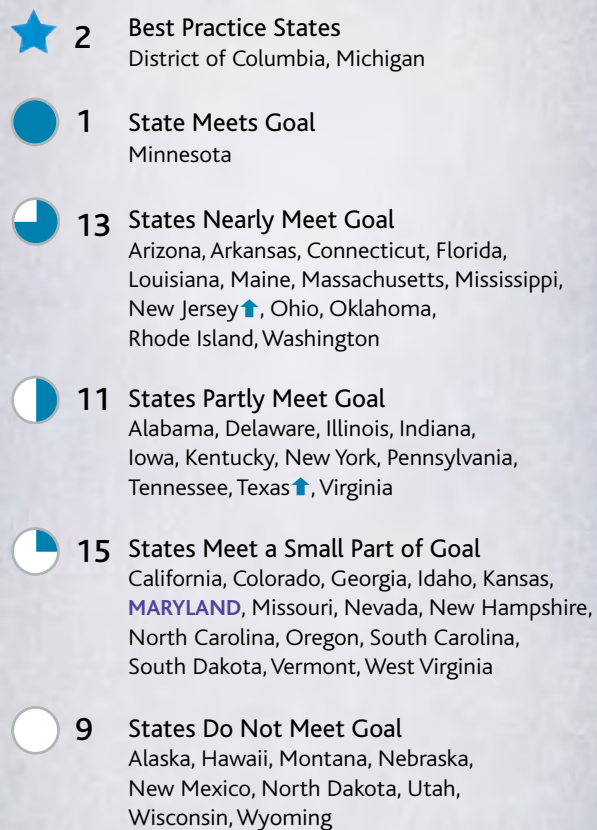 2 Best Practice States
District of Columbia, Michigan
1 State Meets Goal
Minnesota
13 States Nearly Meet Goal
Arizona, Arkansas, Connecticut, Florida,
Louisiana, Maine, Massachusetts, Mississippi,
New Jersey⬆, Ohio, Oklahoma,
Rhode Island, Washington
11 States Partly Meet Goal
Alabama, Delaware, Illinois, Indiana,
Iowa, Kentucky, New York, Pennsylvania,
Tennessee, Texas⬆, Virginia
15 States Meet a Small Part of Goal
California, Colorado, Georgia, Idaho, Kansas,
MARYLAND, Missouri, Nevada, New Hampshire,
North Carolina, Oregon, South Carolina,
South Dakota, Vermont, West Virginia
9 States Do Not Meet Goal
Alaska, Hawaii, Montana, Nebraska,
New Mexico, North Dakota, Utah,
Wisconsin, Wyoming